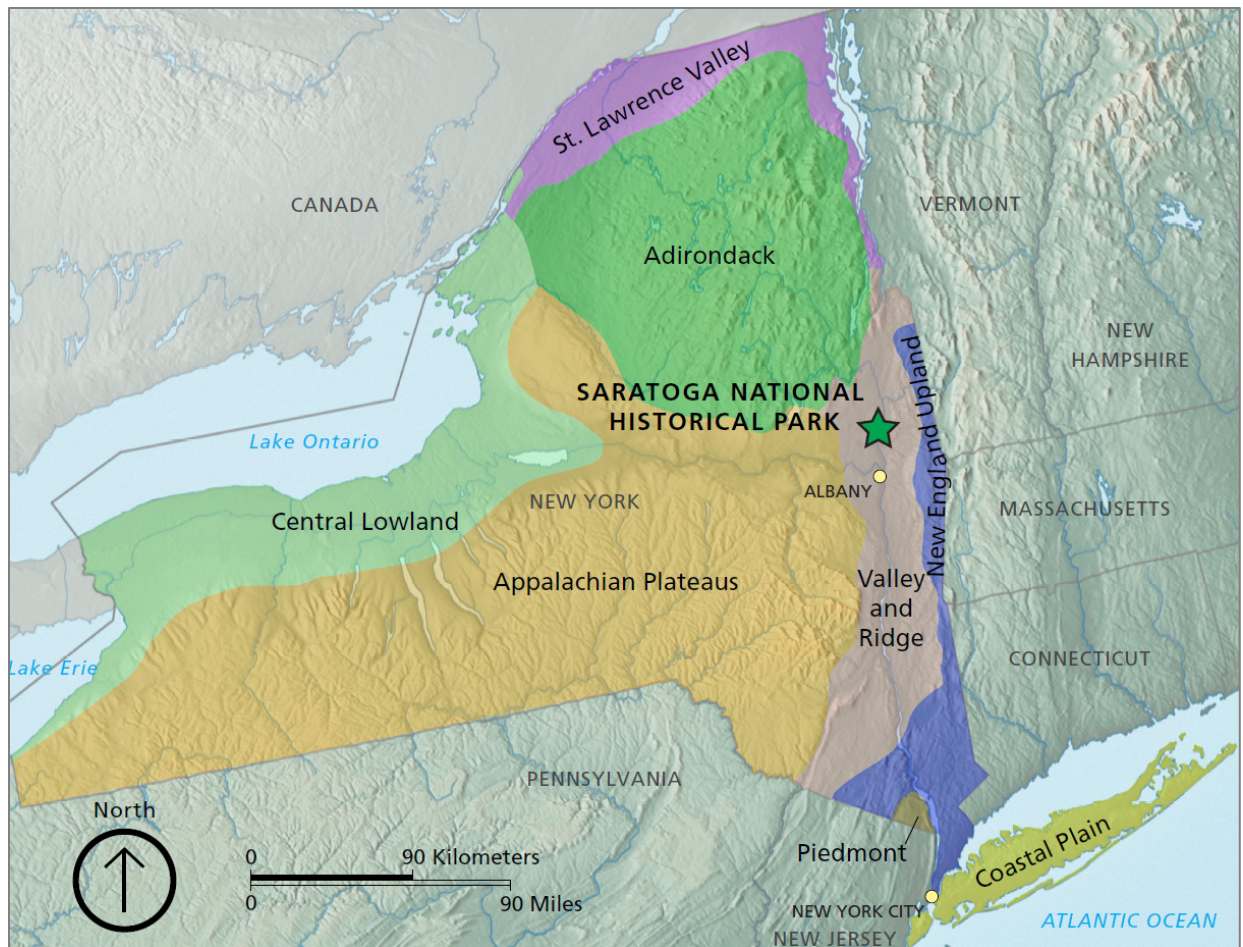 St. Lawrence Valley
CANADA
VERMONT
Adirondack
NEW
HAMPSHIRE
New England Upland
SARATOGA NATIONAL
HISTORICAL PARK
Lake Ontario
ALBANY
NEW YORK
MASSACHUSETTS
Central Lowland
Appalachian Plateaus
Valley
and
Ridge
Lake Erie
CONNECTICUT
PENNSYLVANIA
North
0
90 Kilometers
0
90 Miles
Piedmont
Coastal Plain
NEW YORK CITY
NEW JERSEY
ATLANTIC OCEAN